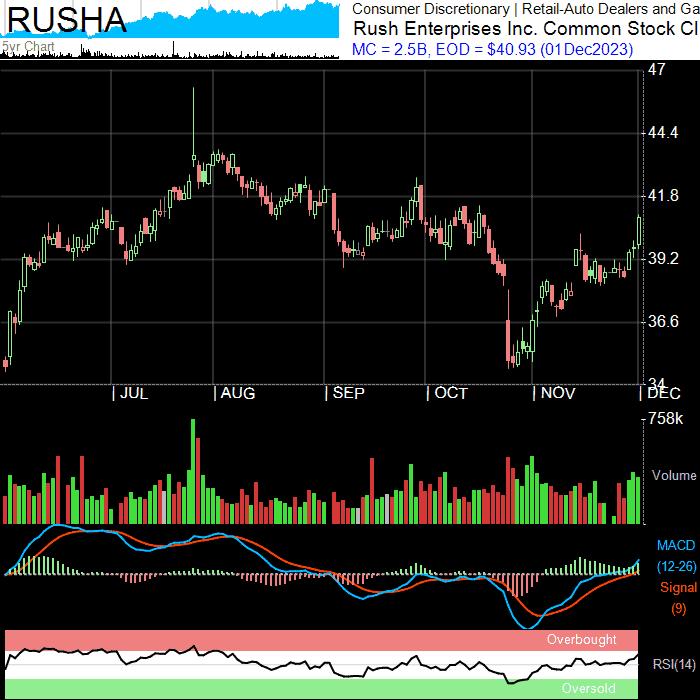 RUSHA
5yr Chart
Consumer Discretionary | Retail-Auto Dealers and Ga
Rush Enterprises Inc. Common Stock Cl
MC = 2.5B, EOD = $40.93 (01Dec2023)
47
44.4
41.8
39.2
36.6
34
| JUL | AUG | SEP | OCT | NOV | DEC
758k
Volume
MACD
(12-26)
Signal
(9)
Overbought
RSI(14)
Oversold